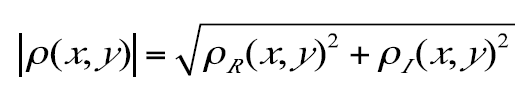 |ρ(x, y)| = √(ρ_R(x, y)² + ρ_I(x, y)²)